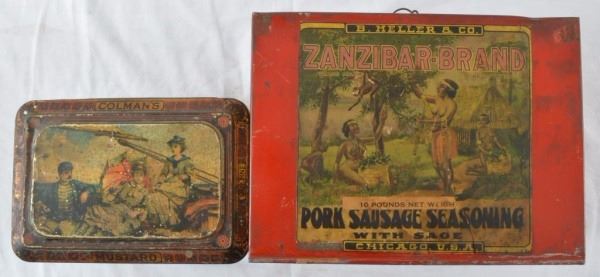 COLMAN'S
MUSTARD
B. HELLER & CO.
ZANZIBAR-BRAND
10 POUNDS NET WEIGHT
PORK SAUSAGE SEASONING
WITH SAGE
CHICAGO, U.S.A.